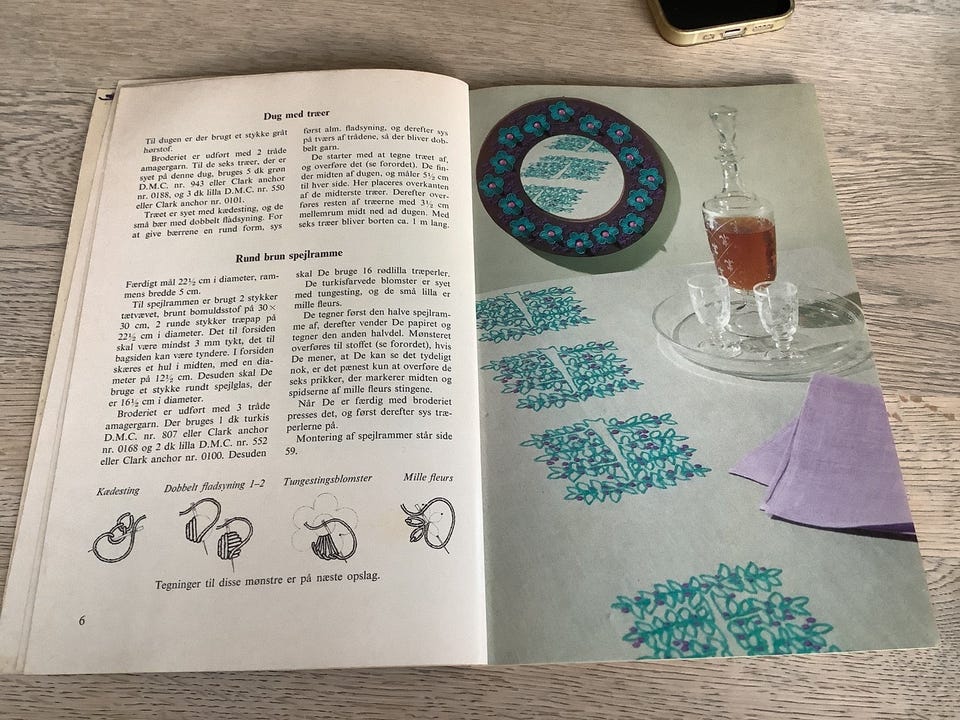 Dug med træer
Til dugen er der brugt et stykke gråt
hørstof.
Broderiet er udført med 2 tråde
amagergarn. Til de seks træer, der er
syet på denne dug, bruges 5 dk grøn
D.M.C. nr. 943 eller Clark anchor
nr. 0188, og 3 dk lilla D.M.C. nr. 550
eller Clark anchor nr. 0101.
Træet er syet med kædesting, og de
små bær med dobbelt fladsyning. For
at give bærrene en rund form, sys
først alm. fladsyning, og derefter sys
på tværs af trådene, så der bliver dob-
belt garn.
De starter med at tegne træet af,
og overføre det (se forordet). De fin-
der midten af dugen, og måler 5½ cm
til hver side. Her placeres overkanten
af de midterste træer. Derefter over-
føres resten af træerne med 3½ cm
mellemrum midt ned ad dugen. Med
seks træer bliver borten ca. 1 m lang.
Rund brun spejlramme
Færdigt mål 22½ cm i diameter, ram-
mens bredde 5 cm.
Til spejlrammen er brugt 2 stykker
tætvævet, brunt bomuldsstof på 30×
30 cm, 2 runde stykker træpap på
22½ cm i diameter. Det til forsiden
skal være mindst 3 mm tykt, det til
bagsiden kan være tyndere. I forsiden
skæres et hul i midten, med en dia-
meter på 12½ cm. Desuden skal De
bruge et stykke rundt spejlglas, der
er 16½ cm i diameter.
Broderiet er udført med 3 tråde
amagergarn. Der bruges 1 dk turkis
D.M.C. nr. 807 eller Clark anchor
nr. 0168 og 2 dk lilla D.M.C. nr. 552
eller Clark anchor nr. 0100. Desuden
skal De bruge 16 rødlilla træperler.
De turkisfarvede blomster er syet
med tungesting, og de små lilla er
mille fleurs.
De tegner først den halve spejlram-
me af, derefter vender De papiret og
tegner den anden halvdel. Mønsteret
overføres til stoffet (se forordet), hvis
De mener, at De kan se det tydeligt
nok, er det pænest kun at overføre de
seks prikker, der markerer midten og
spidserne af mille fleurs stingene.
Når De er færdig med broderiet
presses det, og først derefter sys træ-
perlerne på.
Montering af spejlrammer står side
59.
Kædesting
Dobbelt fladsyning 1–2
Tungestingsblomster
Mille fleurs
Tegninger til disse mønstre er på næste opslag.
6